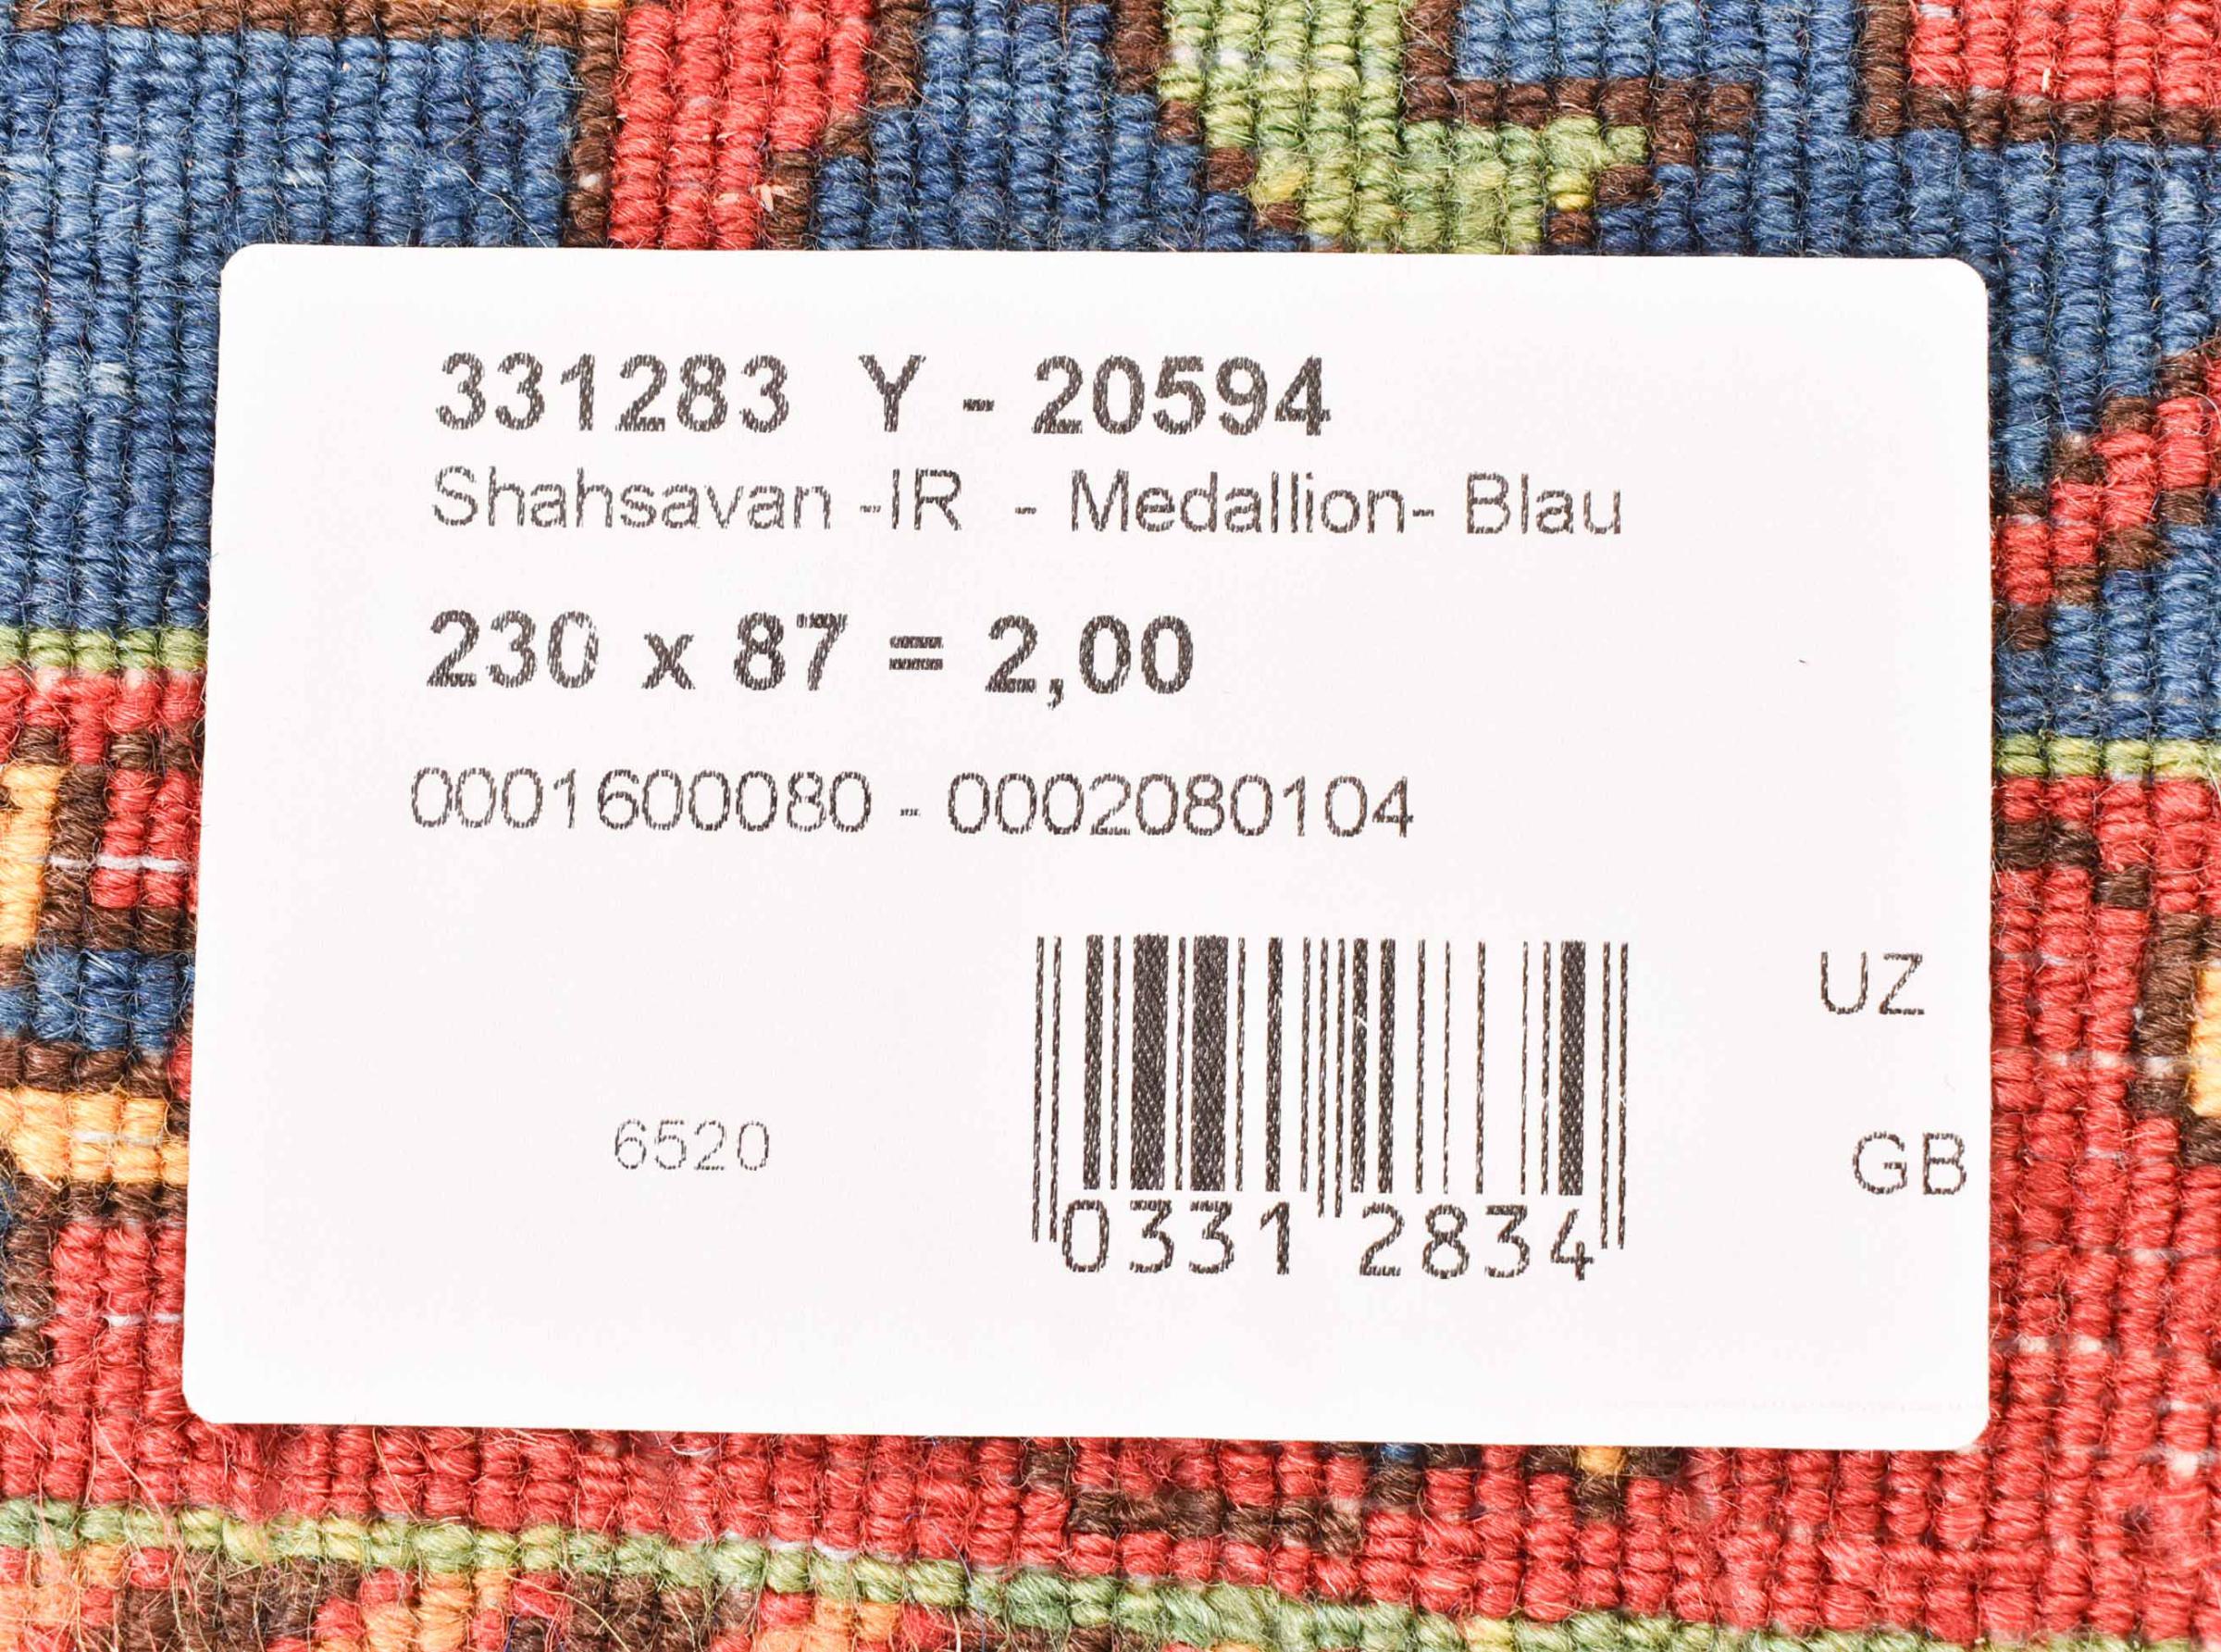 331283 Y - 20594
Shahsavan -IR - Medallion- Blau
230 x 87 = 2,00
0001600080 - 0002080104
UZ
6520
GB
0331 2834